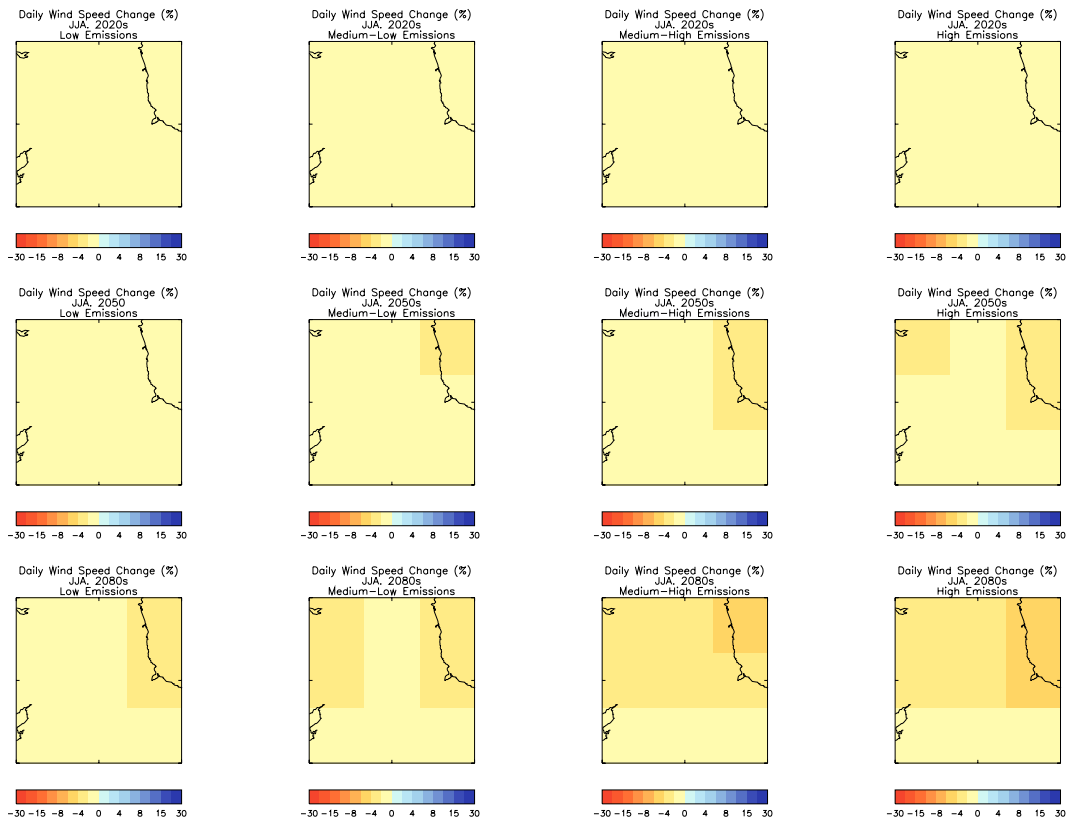 Daily Wind Speed Change (%)
JJA, 2020s
Low Emissions
-30 -15 -8 -4 0 4 8 15 30
Daily Wind Speed Change (%)
JJA, 2020s
Medium-Low Emissions
-30 -15 -8 -4 0 4 8 15 30
Daily Wind Speed Change (%)
JJA, 2020s
Medium-High Emissions
-30 -15 -8 -4 0 4 8 15 30
Daily Wind Speed Change (%)
JJA, 2020s
High Emissions
-30 -15 -8 -4 0 4 8 15 30
Daily Wind Speed Change (%)
JJA, 2050
Low Emissions
-30 -15 -8 -4 0 4 8 15 30
Daily Wind Speed Change (%)
JJA, 2050s
Medium-Low Emissions
-30 -15 -8 -4 0 4 8 15 30
Daily Wind Speed Change (%)
JJA, 2050s
Medium-High Emissions
-30 -15 -8 -4 0 4 8 15 30
Daily Wind Speed Change (%)
JJA, 2050s
High Emissions
-30 -15 -8 -4 0 4 8 15 30
Daily Wind Speed Change (%)
JJA, 2080s
Low Emissions
-30 -15 -8 -4 0 4 8 15 30
Daily Wind Speed Change (%)
JJA, 2080s
Medium-Low Emissions
-30 -15 -8 -4 0 4 8 15 30
Daily Wind Speed Change (%)
JJA, 2080s
Medium-High Emissions
-30 -15 -8 -4 0 4 8 15 30
Daily Wind Speed Change (%)
JJA, 2080s
High Emissions
-30 -15 -8 -4 0 4 8 15 30